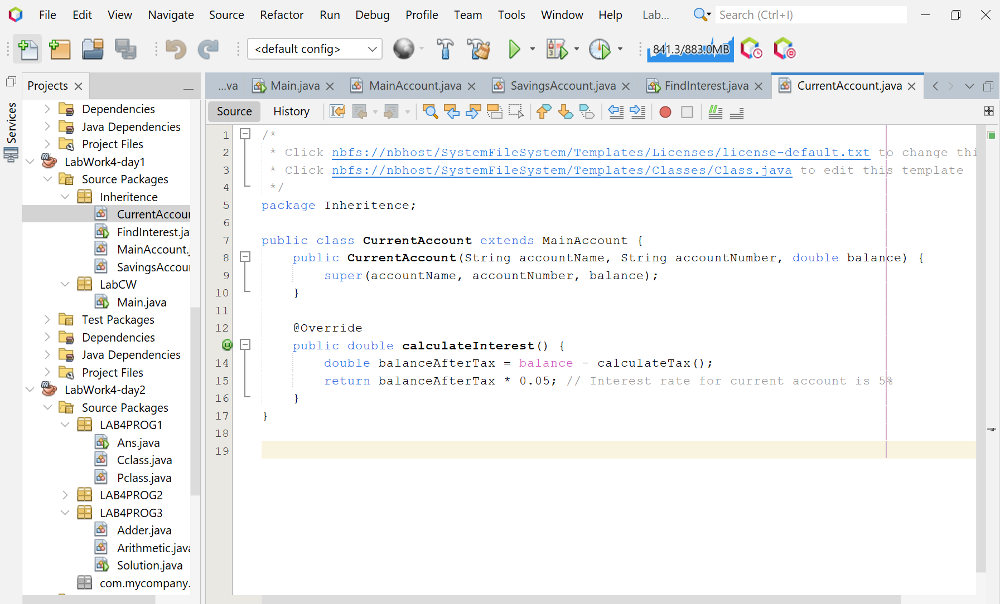 File Edit View Navigate Source Refactor Run Debug Profile Team Tools Window Help Lab... Search (Ctrl+I)
<default config> 841.3/883.0MB
Services
Projects
Dependencies
Java Dependencies
Project Files
LabWork4-day1
Source Packages
Inheritence
CurrentAccour
FindInterest.ja
MainAccount.j
SavingsAccour
LabCW
Main.java
Test Packages
Dependencies
Java Dependencies
Project Files
LabWork4-day2
Source Packages
LAB4PROG1
Ans.java
Cclass.java
Pclass.java
LAB4PROG2
LAB4PROG3
Adder.java
Arithmetic.java
Solution.java
com.mycompany.
...va Main.java MainAccount.java SavingsAccount.java FindInterest.java CurrentAccount.java
Source History
1 /*
2 * Click nbfs://nbhost/SystemFileSystem/Templates/Licenses/license-default.txt to change thi
3 * Click nbfs://nbhost/SystemFileSystem/Templates/Classes/Class.java to edit this template
4 */
5 package Inheritence;
6
7 public class CurrentAccount extends MainAccount {
8 public CurrentAccount(String accountName, String accountNumber, double balance) {
9 super(accountName, accountNumber, balance);
10 }
11
12 @Override
public double calculateInterest() {
14 double balanceAfterTax = balance - calculateTax();
15 return balanceAfterTax * 0.05; // Interest rate for current account is 5%
16 }
17 }
18
19